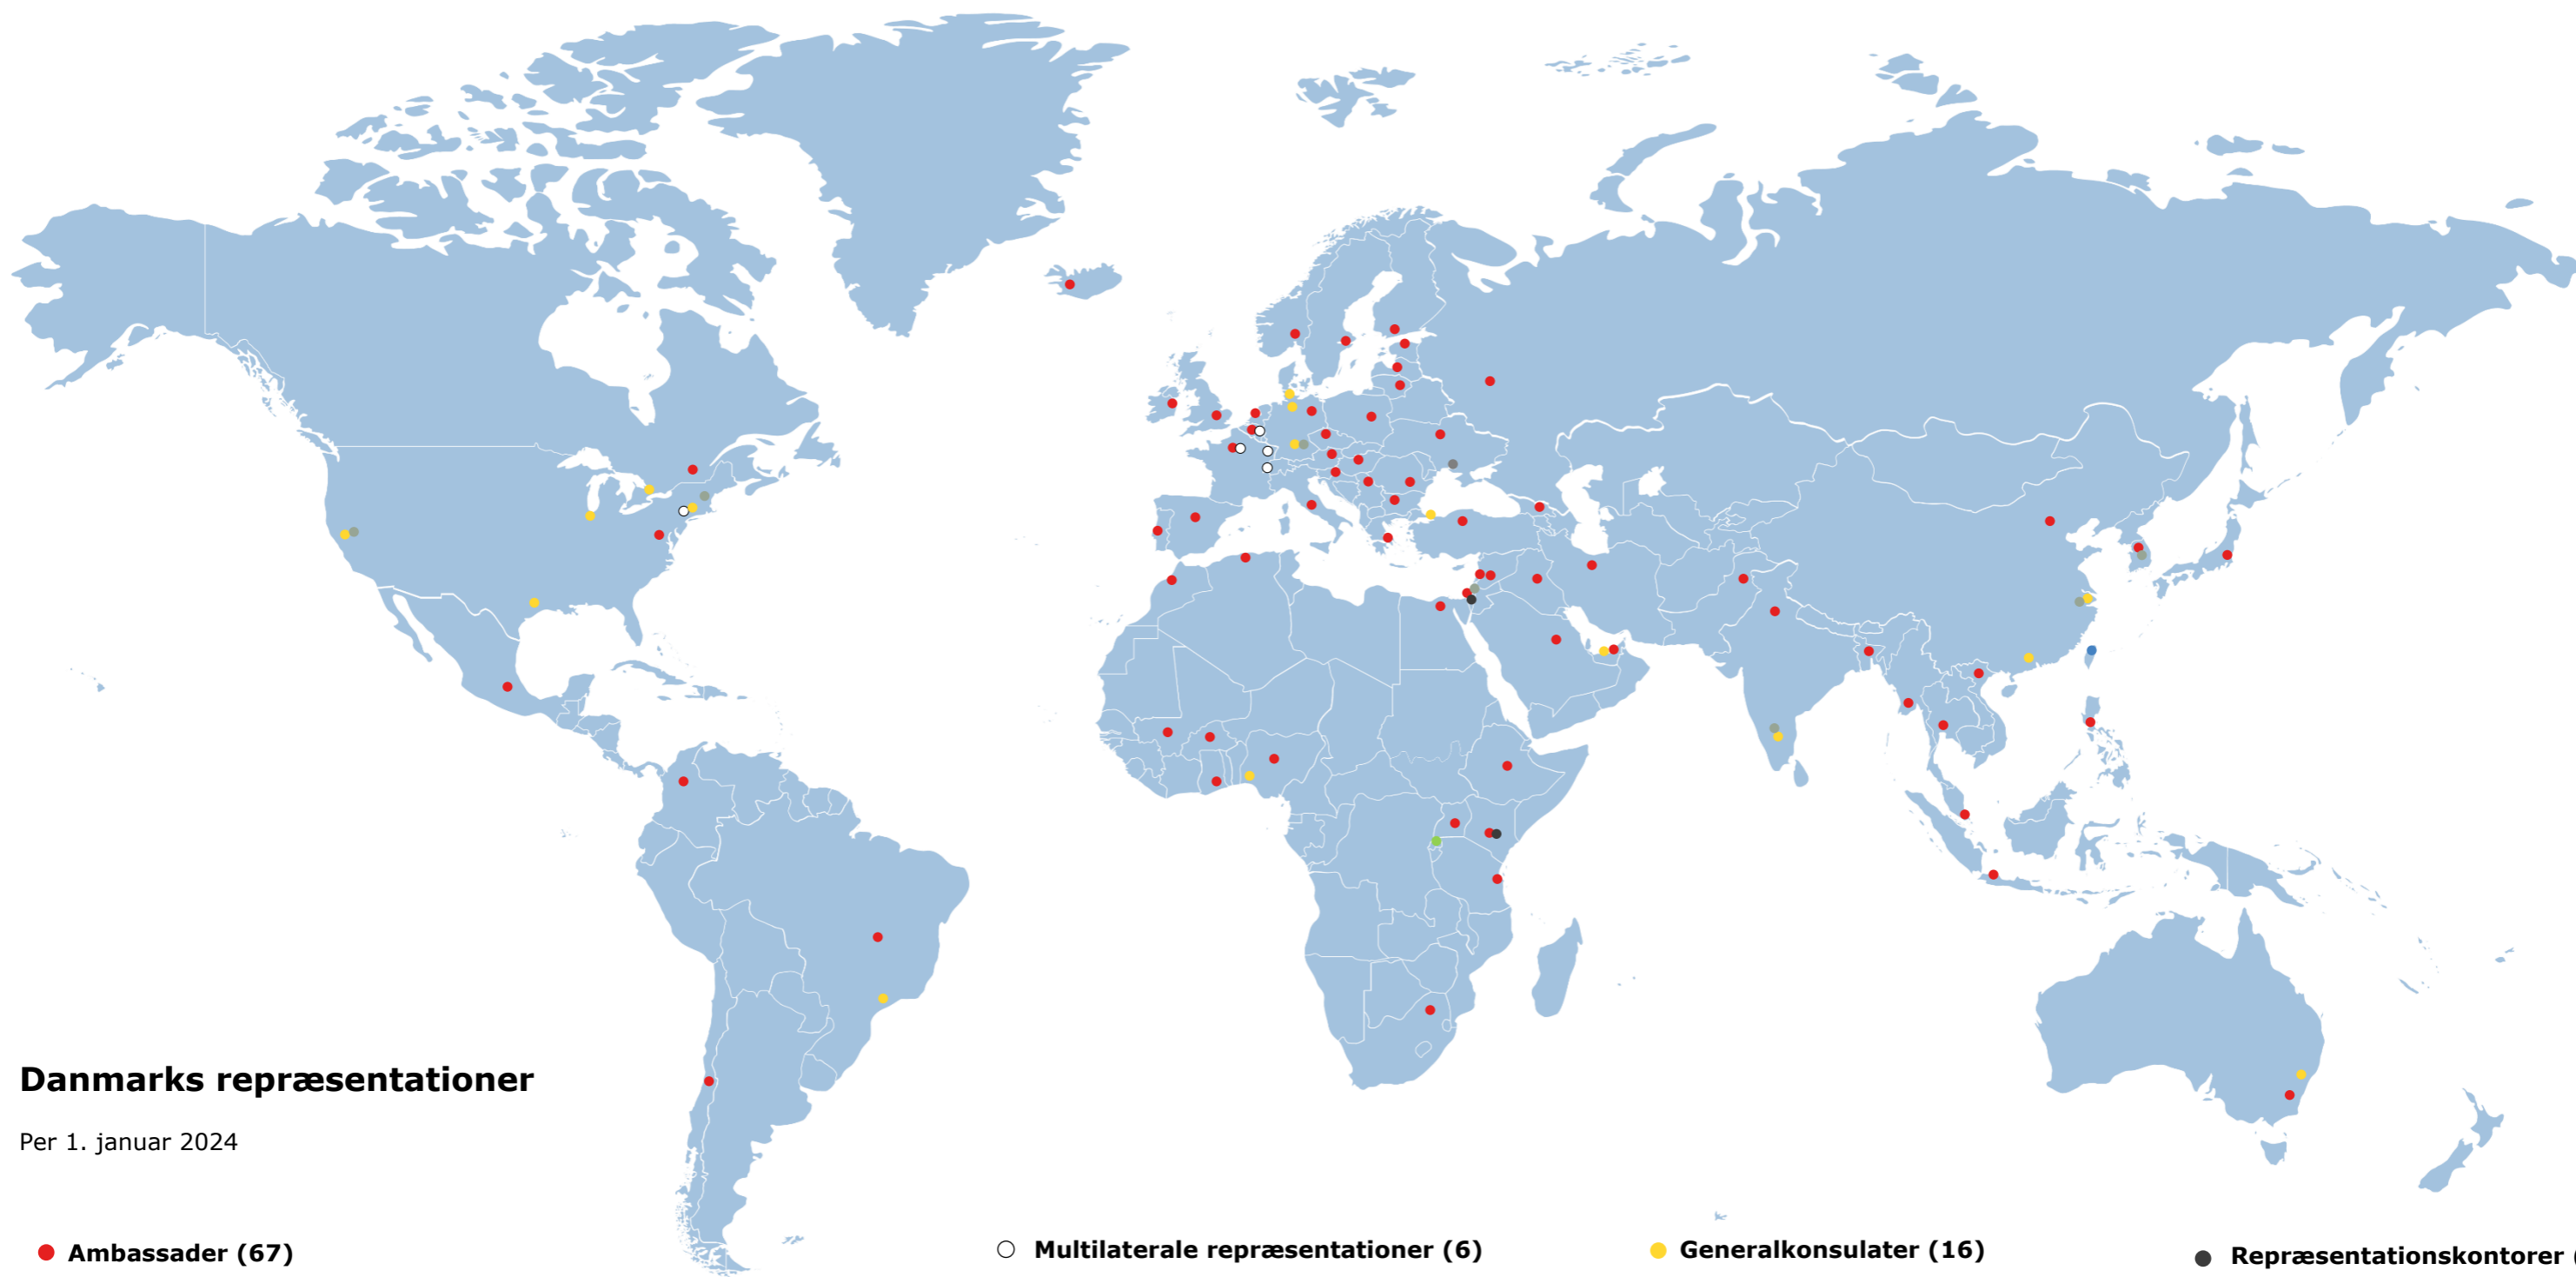 Danmarks repræsentationer
Per 1. januar 2024
Ambassader (67)
Multilaterale repræsentationer (6)
Generalkonsulater (16)
Repræsentationskontorer (